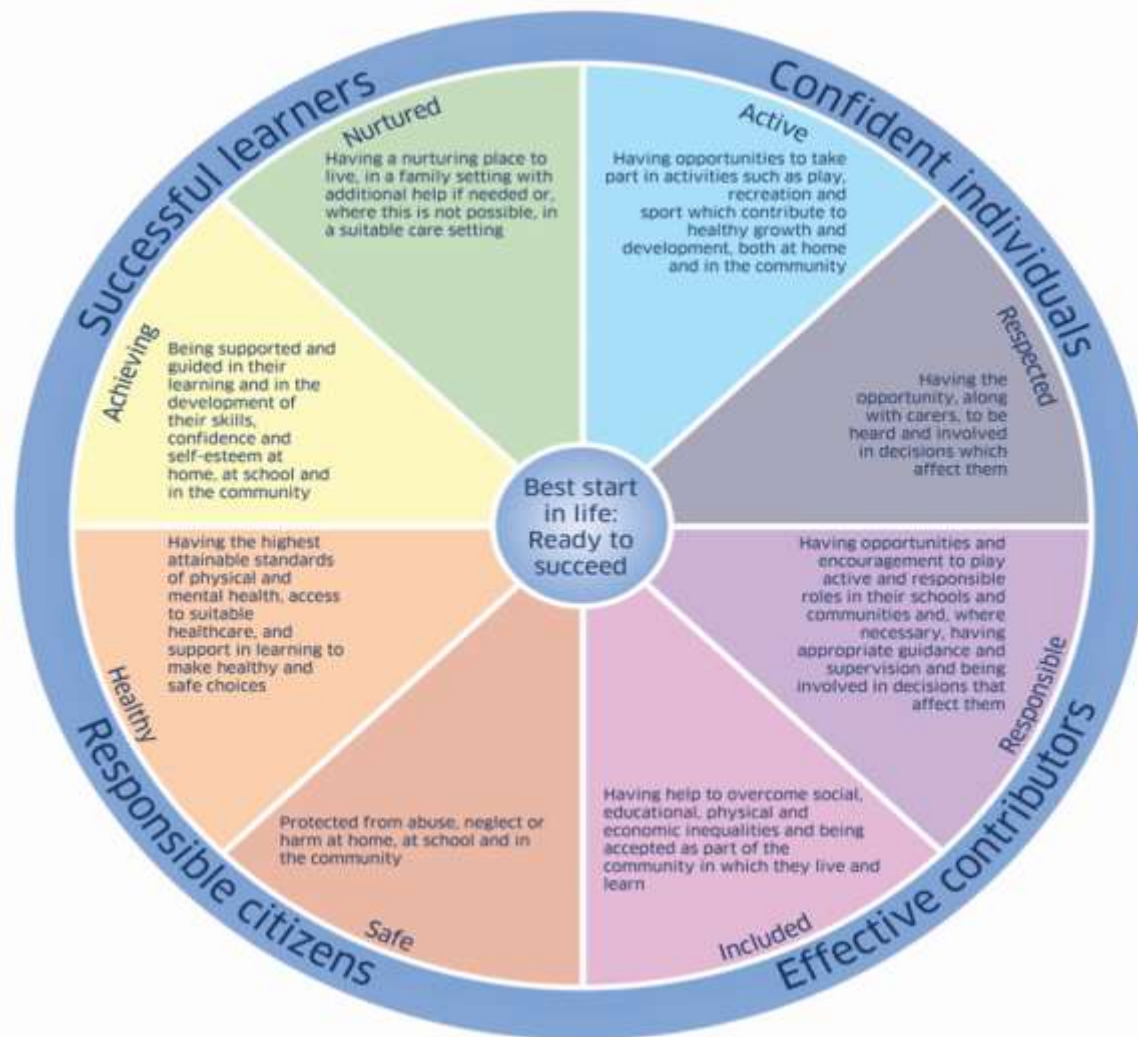 Successful learners
Confident individuals
Nurtured
Having a nurturing place to
live, in a family setting with
additional help if needed or,
where this is not possible, in
a suitable care setting
Active
Having opportunities to take
part in activities such as play,
recreation and
sport which contribute to
healthy growth and
development, both at home
and in the community
Achieving
Being supported and
guided in their
learning and in the
development of
their skills,
confidence and
self-esteem at
home, at school and
in the community
Respected
Having the
opportunity, along
with carers, to be
heard and involved
in decisions which
affect them
Best start
in life:
Ready to
succeed
Healthy
Having the highest
attainable standards
of physical and
mental health, access
to suitable
healthcare, and
support in learning to
make healthy and
safe choices
Responsible
Having opportunities and
encouragement to play
active and responsible
roles in their schools and
communities and, where
necessary, having
appropriate guidance and
supervision and being
involved in decisions that
affect them
Protected from abuse, neglect or
harm at home, at school and in
the community
Safe
Having help to overcome social,
educational, physical and
economic inequalities and being
accepted as part of the
community in which they live and
learn
Included
Responsible citizens
Effective contributors